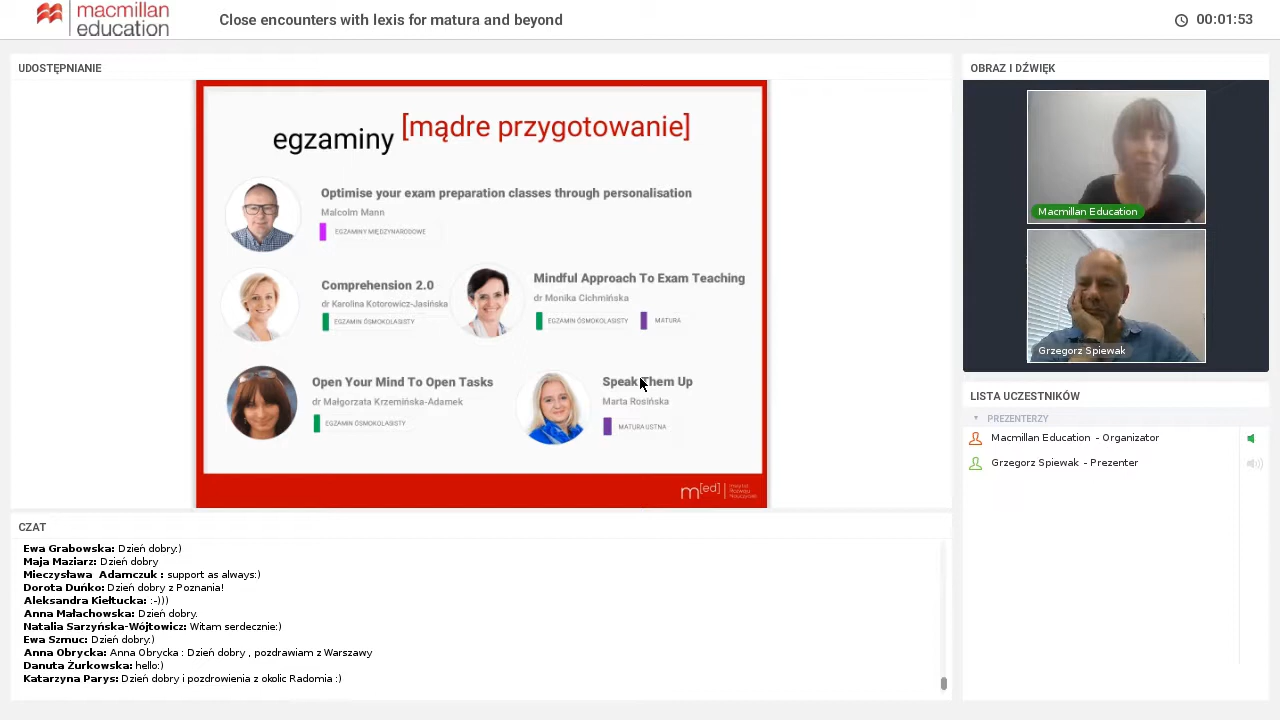 macmillan
education
Close encounters with lexis for matura and beyond
00:01:53
UDOSTĘPNIANIE
egzaminy [mądre przygotowanie]
Optimise your exam preparation classes through personalisation
Malcolm Mann
EGZAMINY MIĘDZYNARODOWE
Comprehension 2.0
dr Karolina Kotorowicz-Jasińska
EGZAMIN ÓSMOKLASISTY
Mindful Approach To Exam Teaching
dr Monika Cichmińska
EGZAMIN ÓSMOKLASISTY
MATURA
Open Your Mind To Open Tasks
dr Małgorzata Krzemińska-Adamek
EGZAMIN ÓSMOKLASISTY
Speak Them Up
Marta Rosińska
MATURA USTNA
m[ed]
OBRAZ I DŹWIĘK
Macmillan Education
Grzegorz Spiewak
LISTA UCZESTNIKÓW
PREZENTERZY
Macmillan Education - Organizator
Grzegorz Spiewak - Prezenter
CZAT
Ewa Grabowska: Dzień dobry:)
Maja Maziarz: Dzień dobry
Mieczysława Adamczuk : support as always:)
Dorota Duńko: Dzień dobry z Poznania!
Aleksandra Kiełtucka: :-)))
Anna Małachowska: Dzień dobry.
Natalia Sarzyńska-Wójtowicz: Witam serdecznie:)
Ewa Szmuc: Dzień dobry:)
Anna Obrycka: Anna Obrycka : Dzień dobry , pozdrawiam z Warszawy
Danuta Żurkowska: hello:)
Katarzyna Parys: Dzień dobry i pozdrowienia z okolic Radomia :)